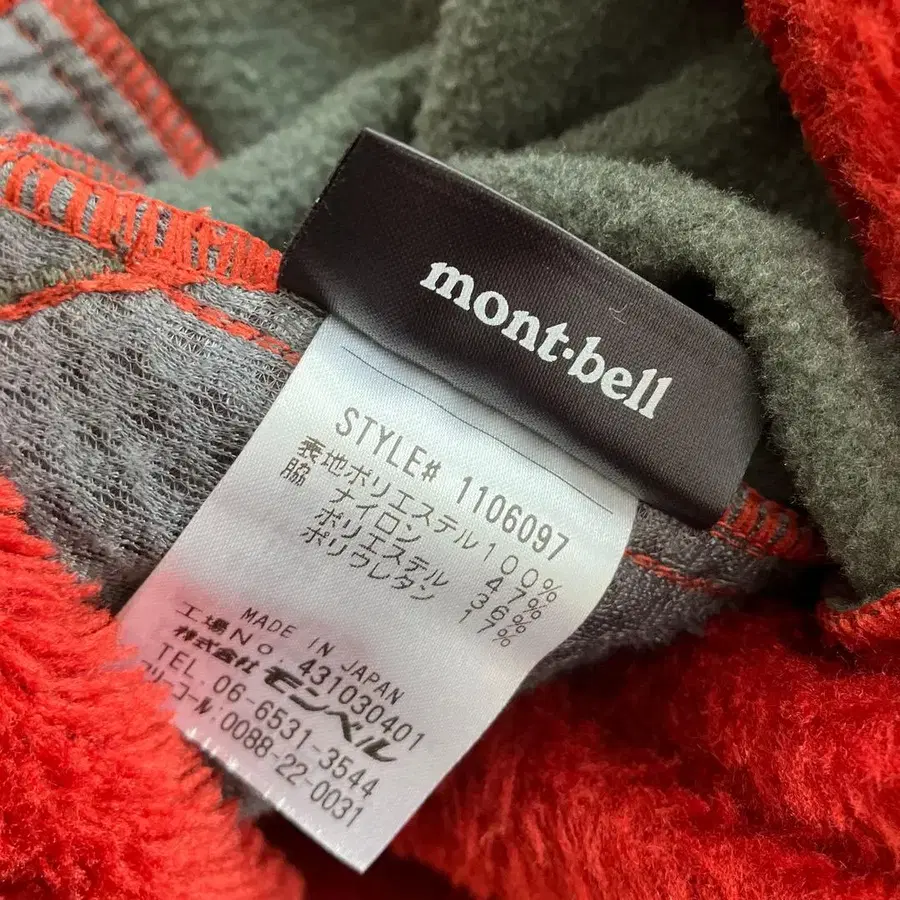 mont·bell
STYLE# 1106097
表地ポリエステル100%
脇 ナイロン 47%
ポリエステル 36%
ポリウレタン 17%
MADE IN JAPAN
工場No. 431030401
株式会社モンベル
TEL: 06-6531-3544
フリーコール: 0088-22-0031